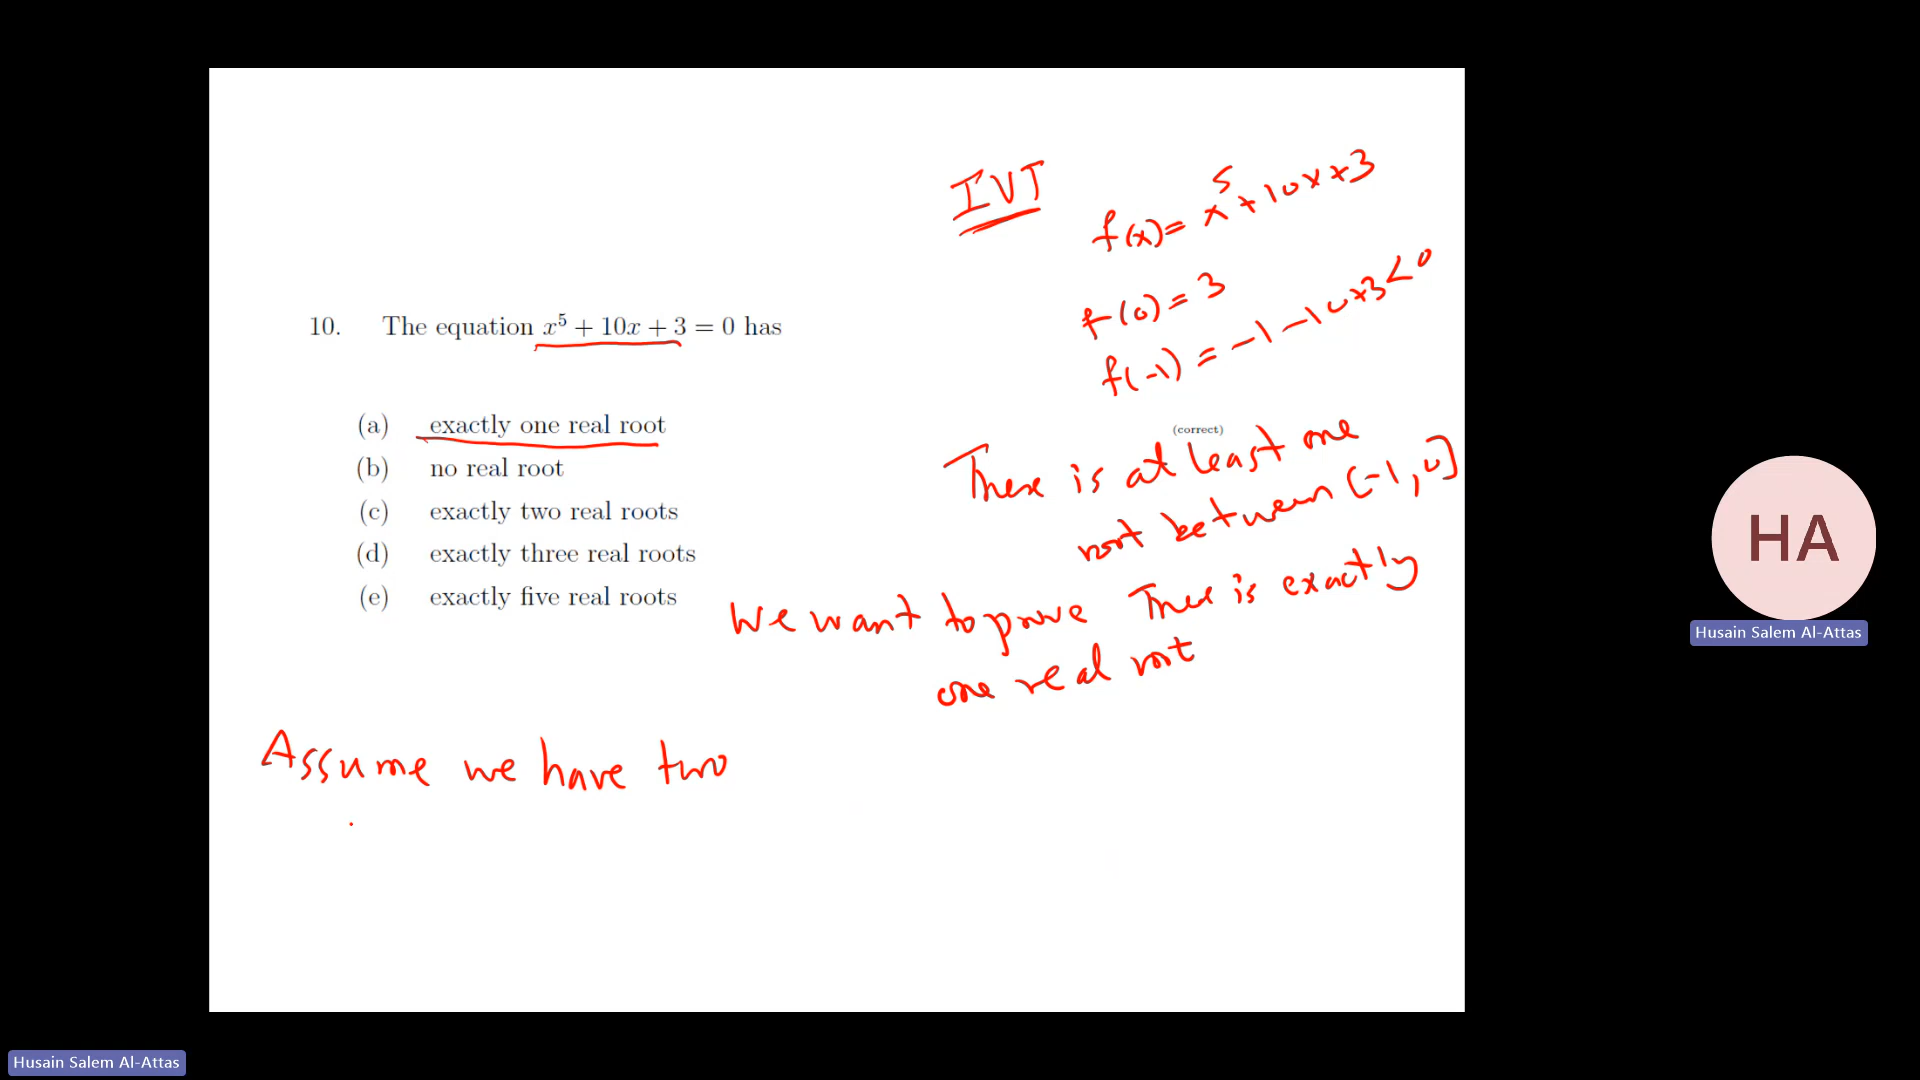 IVT
f(x)= x⁵+10x+3
f(0) = 3
f(-1) = -1 -10+3<0
10. The equation x⁵ + 10x + 3 = 0 has
(a) exactly one real root
(correct)
(b) no real root
(c) exactly two real roots
(d) exactly three real roots
(e) exactly five real roots
There is at least one
root between [-1, 0]
We want to prove There is exactly
one real root
Assume we have two
HA
Husain Salem Al-Attas
Husain Salem Al-Attas